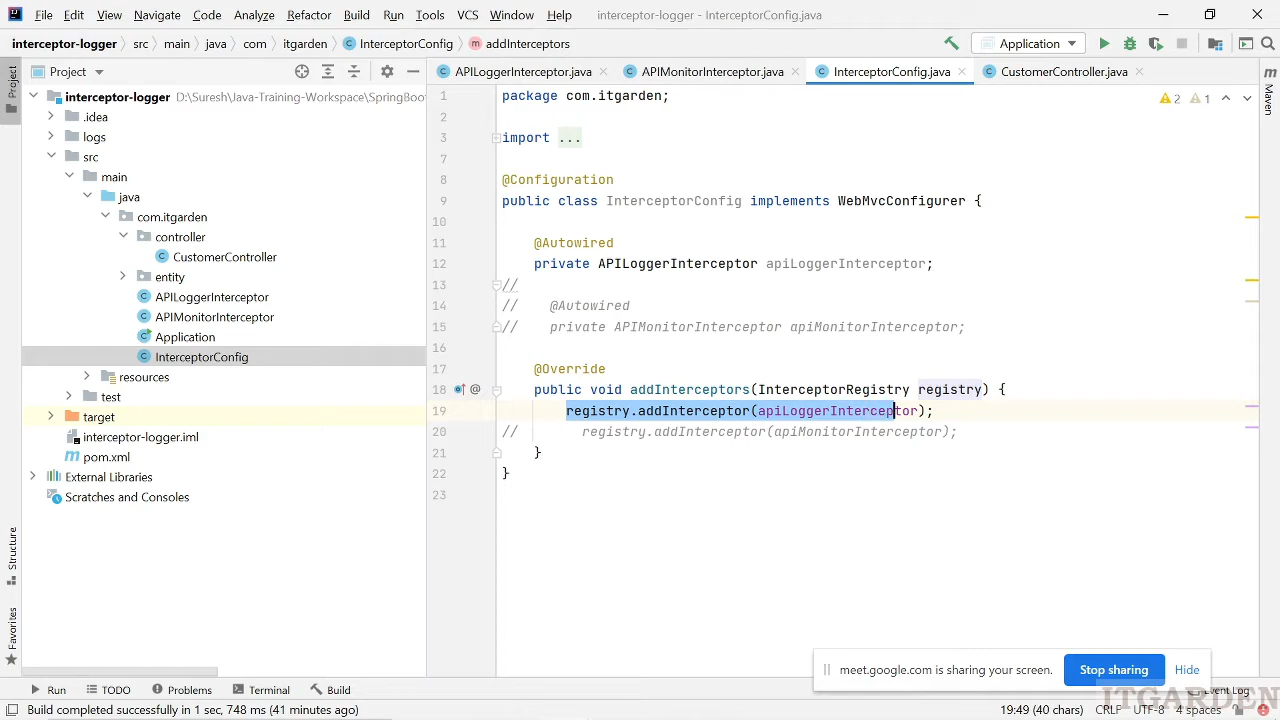 File Edit View Navigate Code Analyze Refactor Build Run Tools VCS Window Help interceptor-logger - InterceptorConfig.java
interceptor-logger src main java com itgarden InterceptorConfig addInterceptors Application
Project
APILoggerInterceptor.java APIMonitorInterceptor.java InterceptorConfig.java CustomerController.java
Project
Maven
interceptor-logger D:\Suresh\Java-Training-Workspace\SpringBoot
.idea
logs
src
main
java
com.itgarden
controller
CustomerController
entity
APILoggerInterceptor
APIMonitorInterceptor
Application
InterceptorConfig
resources
test
target
interceptor-logger.iml
pom.xml
External Libraries
Scratches and Consoles
Structure
Favorites
2 1
1 package com.itgarden;
2
3 import ...
7
8 @Configuration
9 public class InterceptorConfig implements WebMvcConfigurer {
10
11 @Autowired
12 private APILoggerInterceptor apiLoggerInterceptor;
13 //
14 // @Autowired
15 // private APIMonitorInterceptor apiMonitorInterceptor;
16
17 @Override
18 @ public void addInterceptors(InterceptorRegistry registry) {
19 registry.addInterceptor(apiLoggerInterceptor);
20 // registry.addInterceptor(apiMonitorInterceptor);
21 }
22 }
23
meet.google.com is sharing your screen. Stop sharing Hide
Run TODO Problems Terminal Build Event Log
Build completed successfully in 1 sec, 748 ms (41 minutes ago) 19:49 (40 chars) CRLF UTF-8 4 spaces
ITGARDEN